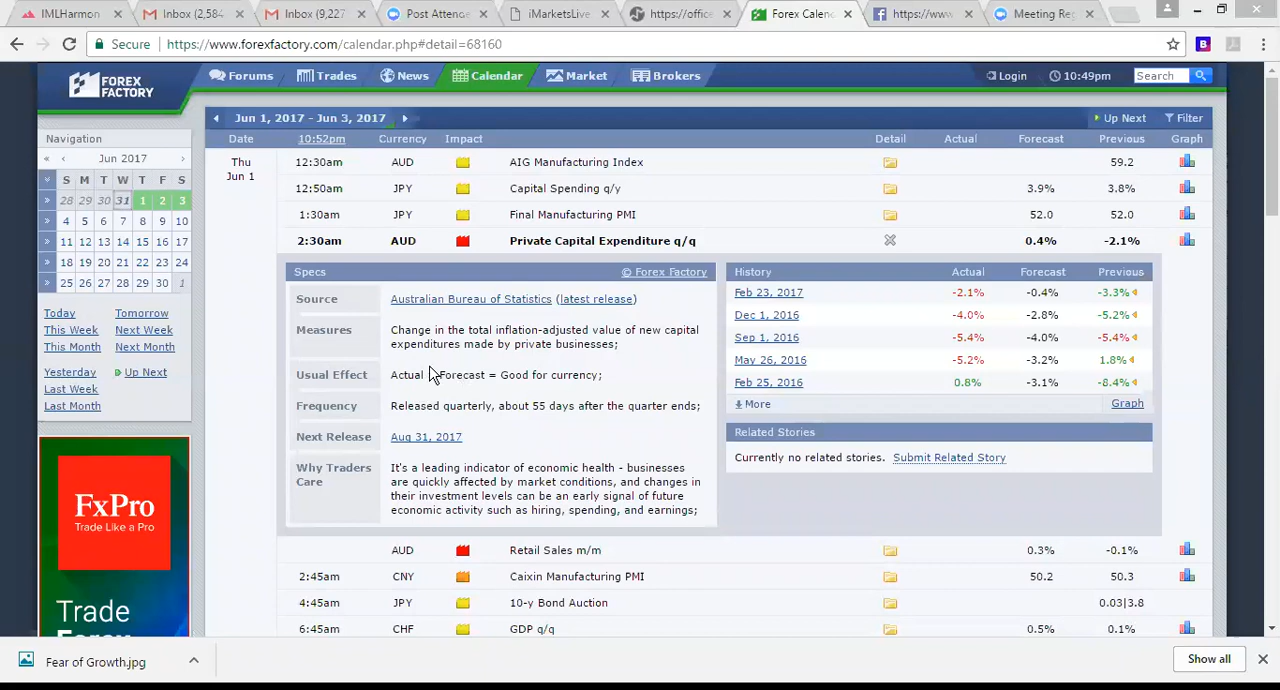 IMLHarmon
Inbox (2,584
Inbox (9,227
Post Attend
iMarketsLive
https://office
Forex Calen
https://www
Meeting Reg
Secure https://www.forexfactory.com/calendar.php#detail=68160
FOREX FACTORY
Forums Trades News Calendar Market Brokers Login 10:49pm Search
Jun 1, 2017 - Jun 3, 2017 Up Next Filter
Date 10:52pm Currency Impact Detail Actual Forecast Previous Graph
Thu Jun 1
12:30am AUD AIG Manufacturing Index 59.2
12:50am JPY Capital Spending q/y 3.9% 3.8%
1:30am JPY Final Manufacturing PMI 52.0 52.0
2:30am AUD Private Capital Expenditure q/q 0.4% -2.1%
Navigation
« ‹ Jun 2017 ›
S M T W T F S
28 29 30 31 1 2 3
4 5 6 7 8 9 10
11 12 13 14 15 16 17
18 19 20 21 22 23 24
25 26 27 28 29 30 1
Today Tomorrow
This Week Next Week
This Month Next Month
Yesterday Up Next
Last Week
Last Month
Specs © Forex Factory
Source Australian Bureau of Statistics (latest release)
Measures Change in the total inflation-adjusted value of new capital
expenditures made by private businesses;
Usual Effect Actual Forecast = Good for currency;
Frequency Released quarterly, about 55 days after the quarter ends;
Next Release Aug 31, 2017
Why Traders Care It's a leading indicator of economic health - businesses
are quickly affected by market conditions, and changes in
their investment levels can be an early signal of future
economic activity such as hiring, spending, and earnings;
History Actual Forecast Previous
Feb 23, 2017 -2.1% -0.4% -3.3%
Dec 1, 2016 -4.0% -2.8% -5.2%
Sep 1, 2016 -5.4% -4.0% -5.4%
May 26, 2016 -5.2% -3.2% 1.8%
Feb 25, 2016 0.8% -3.1% -8.4%
More Graph
Related Stories
Currently no related stories. Submit Related Story
AUD Retail Sales m/m 0.3% -0.1%
2:45am CNY Caixin Manufacturing PMI 50.2 50.3
4:45am JPY 10-y Bond Auction 0.03|3.8
6:45am CHF GDP q/q 0.5% 0.1%
FxPro
Trade Like a Pro
Trade
Forex
Fear of Growth.jpg
Show all